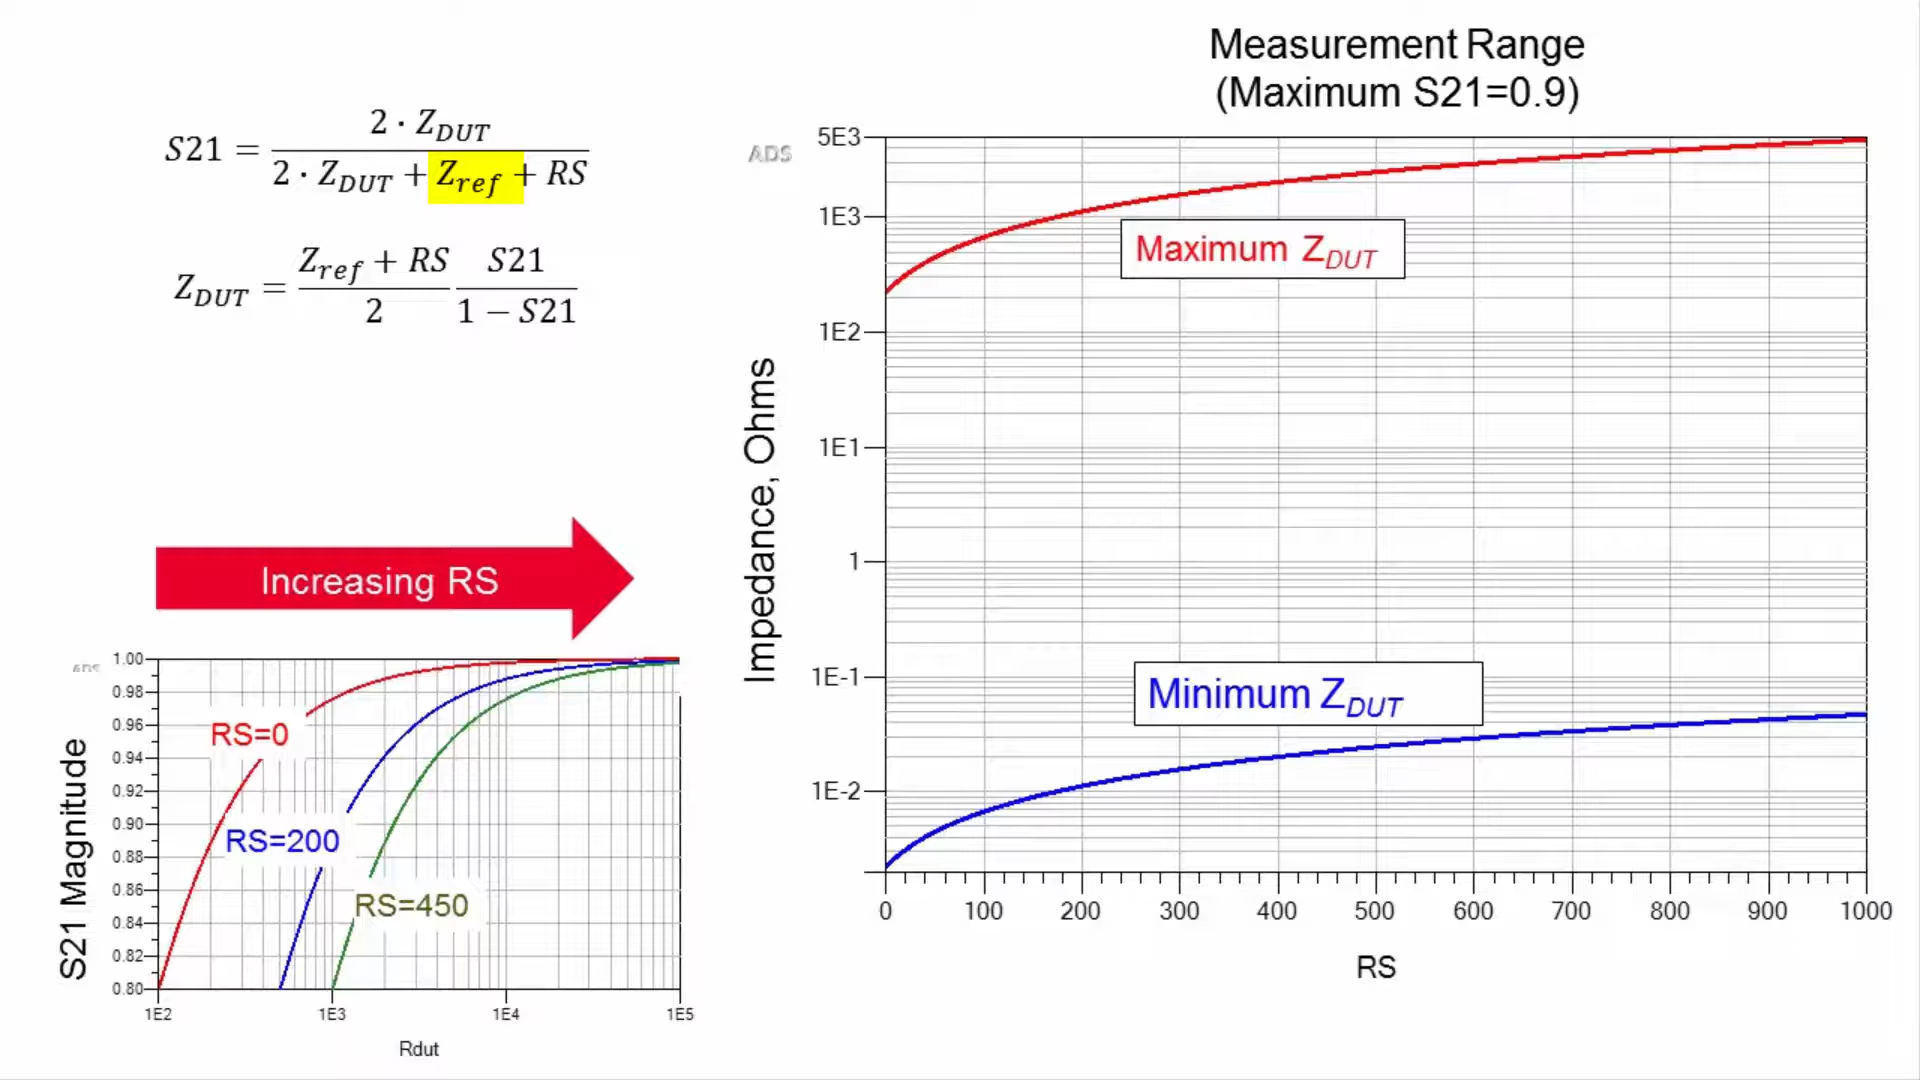 Measurement Range
(Maximum S21=0.9)
S21 = 2 · Z_DUT / (2 · Z_DUT + Z_ref + RS)
Z_DUT = (Z_ref + RS) / 2  S21 / (1 − S21)
Increasing RS
ADS
1.00
0.98
0.96
0.94
0.92
0.90
0.88
0.86
0.84
0.82
0.80
S21 Magnitude
RS=0
RS=200
RS=450
1E2 1E3 1E4 1E5
Rdut
ADS
5E3
1E3
1E2
1E1
1
1E-1
1E-2
Impedance, Ohms
Maximum Z_DUT
Minimum Z_DUT
0 100 200 300 400 500 600 700 800 900 1000
RS